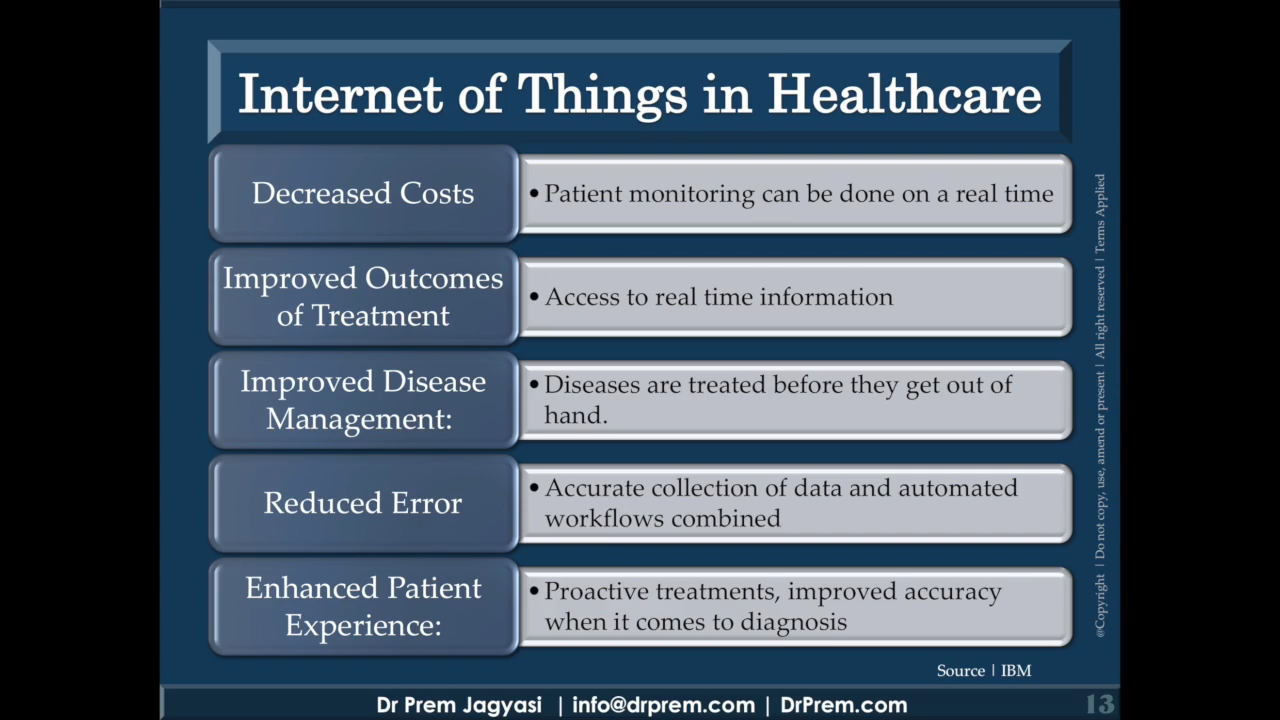 Internet of Things in Healthcare
Decreased Costs
•Patient monitoring can be done on a real time
Improved Outcomes
of Treatment
•Access to real time information
Improved Disease
Management:
•Diseases are treated before they get out of
hand.
Reduced Error
•Accurate collection of data and automated
workflows combined
Enhanced Patient
Experience:
•Proactive treatments, improved accuracy
when it comes to diagnosis
@Copyright | Do not copy, use, amend or present | All right reserved | Terms Applied
Source | IBM
Dr Prem Jagyasi | info@drprem.com | DrPrem.com
13